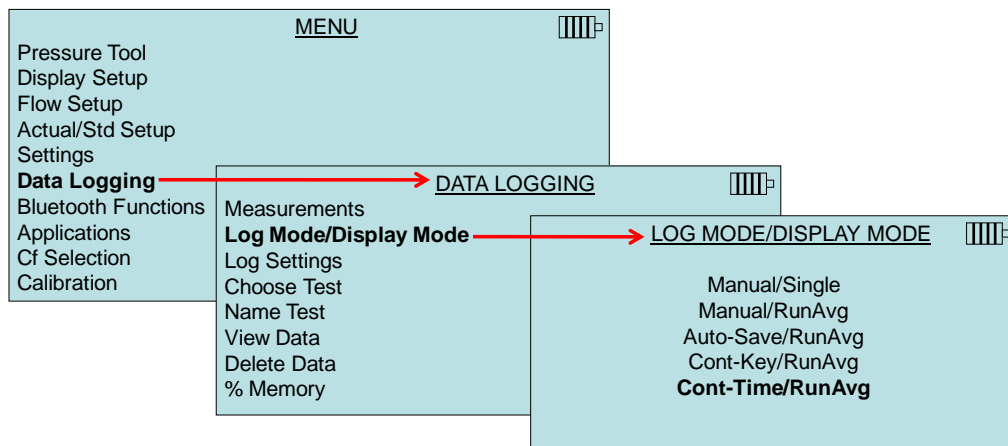 MENU
Pressure Tool
Display Setup
Flow Setup
Actual/Std Setup
Settings
Data Logging
Bluetooth Functions
Applications
Cf Selection
Calibration
DATA LOGGING
Measurements
Log Mode/Display Mode
Log Settings
Choose Test
Name Test
View Data
Delete Data
% Memory
LOG MODE/DISPLAY MODE
Manual/Single
Manual/RunAvg
Auto-Save/RunAvg
Cont-Key/RunAvg
Cont-Time/RunAvg